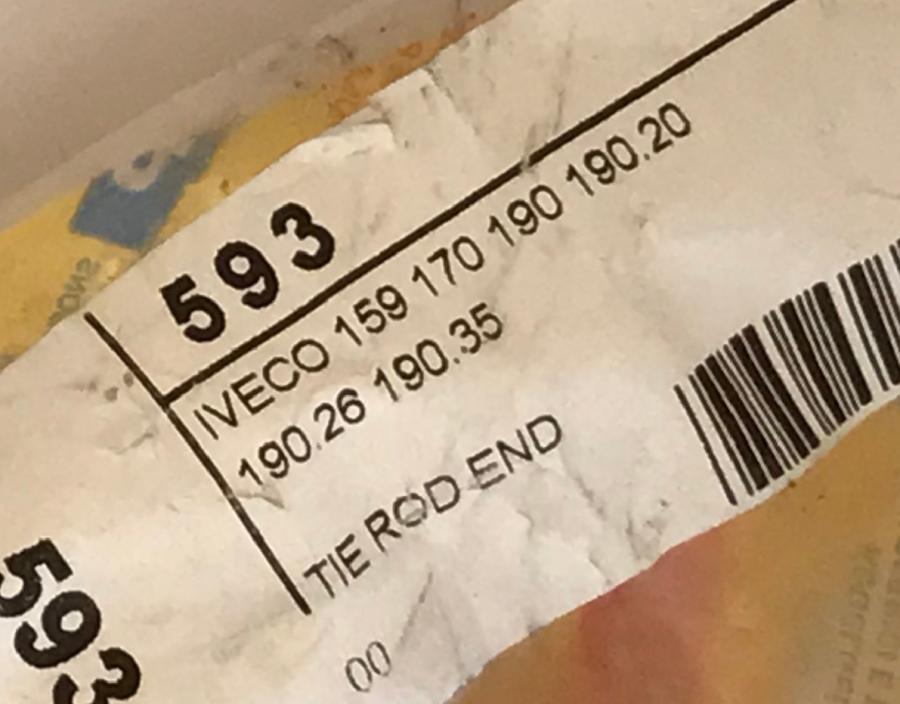 593
IVECO 159 170 190 190.20
190.26 190.35
TIE ROD END
00
593